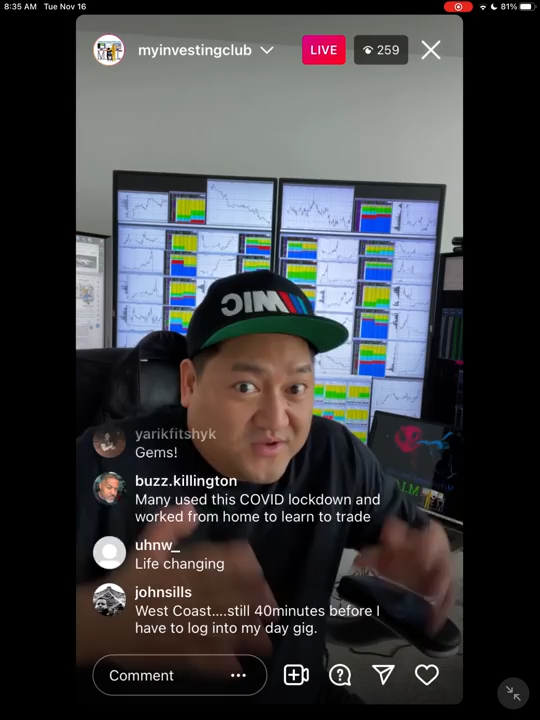 8:35 AM Tue Nov 16
81%
myinvestingclub
LIVE
259
MIC
yarikfitshyk
Gems!
buzz.killington
Many used this COVID lockdown and
worked from home to learn to trade
uhnw_
Life changing
johnsills
West Coast....still 40minutes before I
have to log into my day gig.
Comment